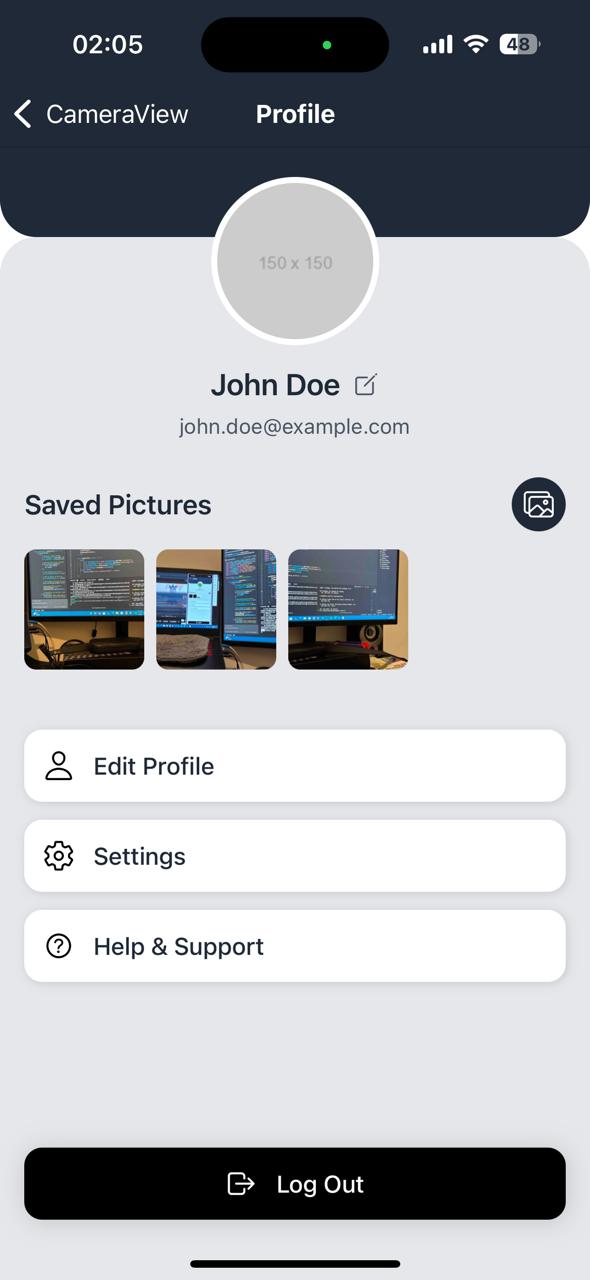 02:05
48
CameraView
Profile
150 x 150
John Doe
john.doe@example.com
Saved Pictures
Edit Profile
Settings
Help & Support
Log Out